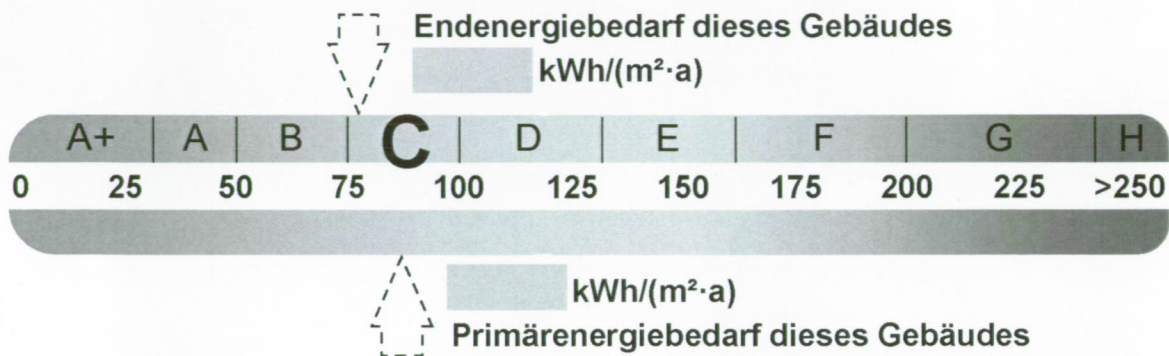 Endenergiebedarf dieses Gebäudes
kWh/(m²·a)
A+ A B C D E F G H
0 25 50 75 100 125 150 175 200 225 >250
kWh/(m²·a)
Primärenergiebedarf dieses Gebäudes